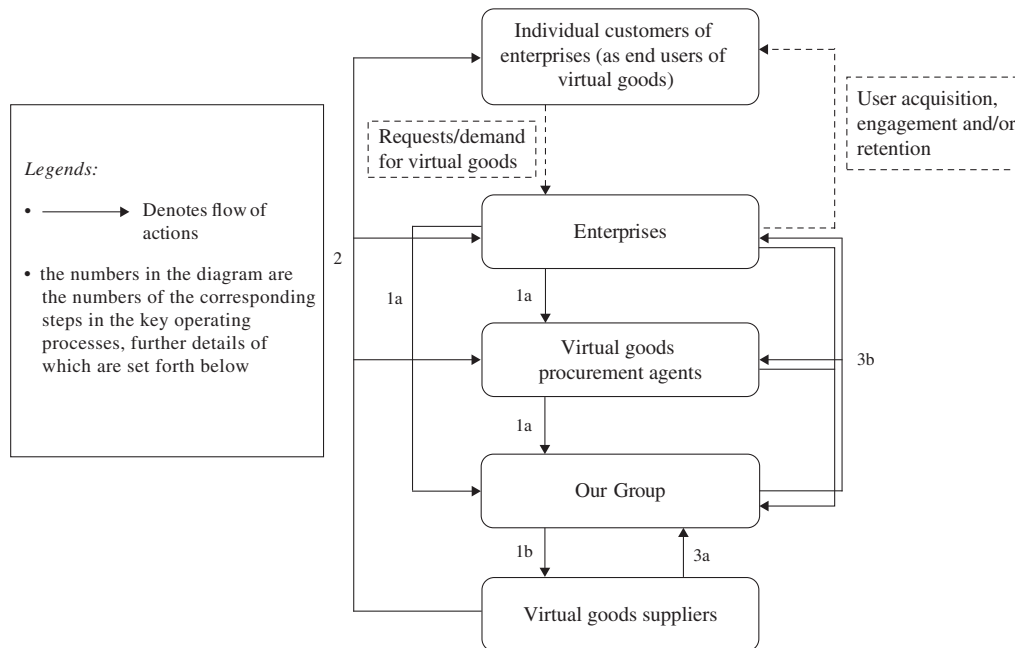 Individual customers of
enterprises (as end users of
virtual goods)
User acquisition,
engagement and/or
retention
Requests/demand
for virtual goods
Legends:
• Denotes flow of
actions
• the numbers in the diagram are
the numbers of the corresponding
steps in the key operating
processes, further details of
which are set forth below
Enterprises
2
1a
1a
Virtual goods
procurement agents
3b
1a
Our Group
1b
3a
Virtual goods suppliers